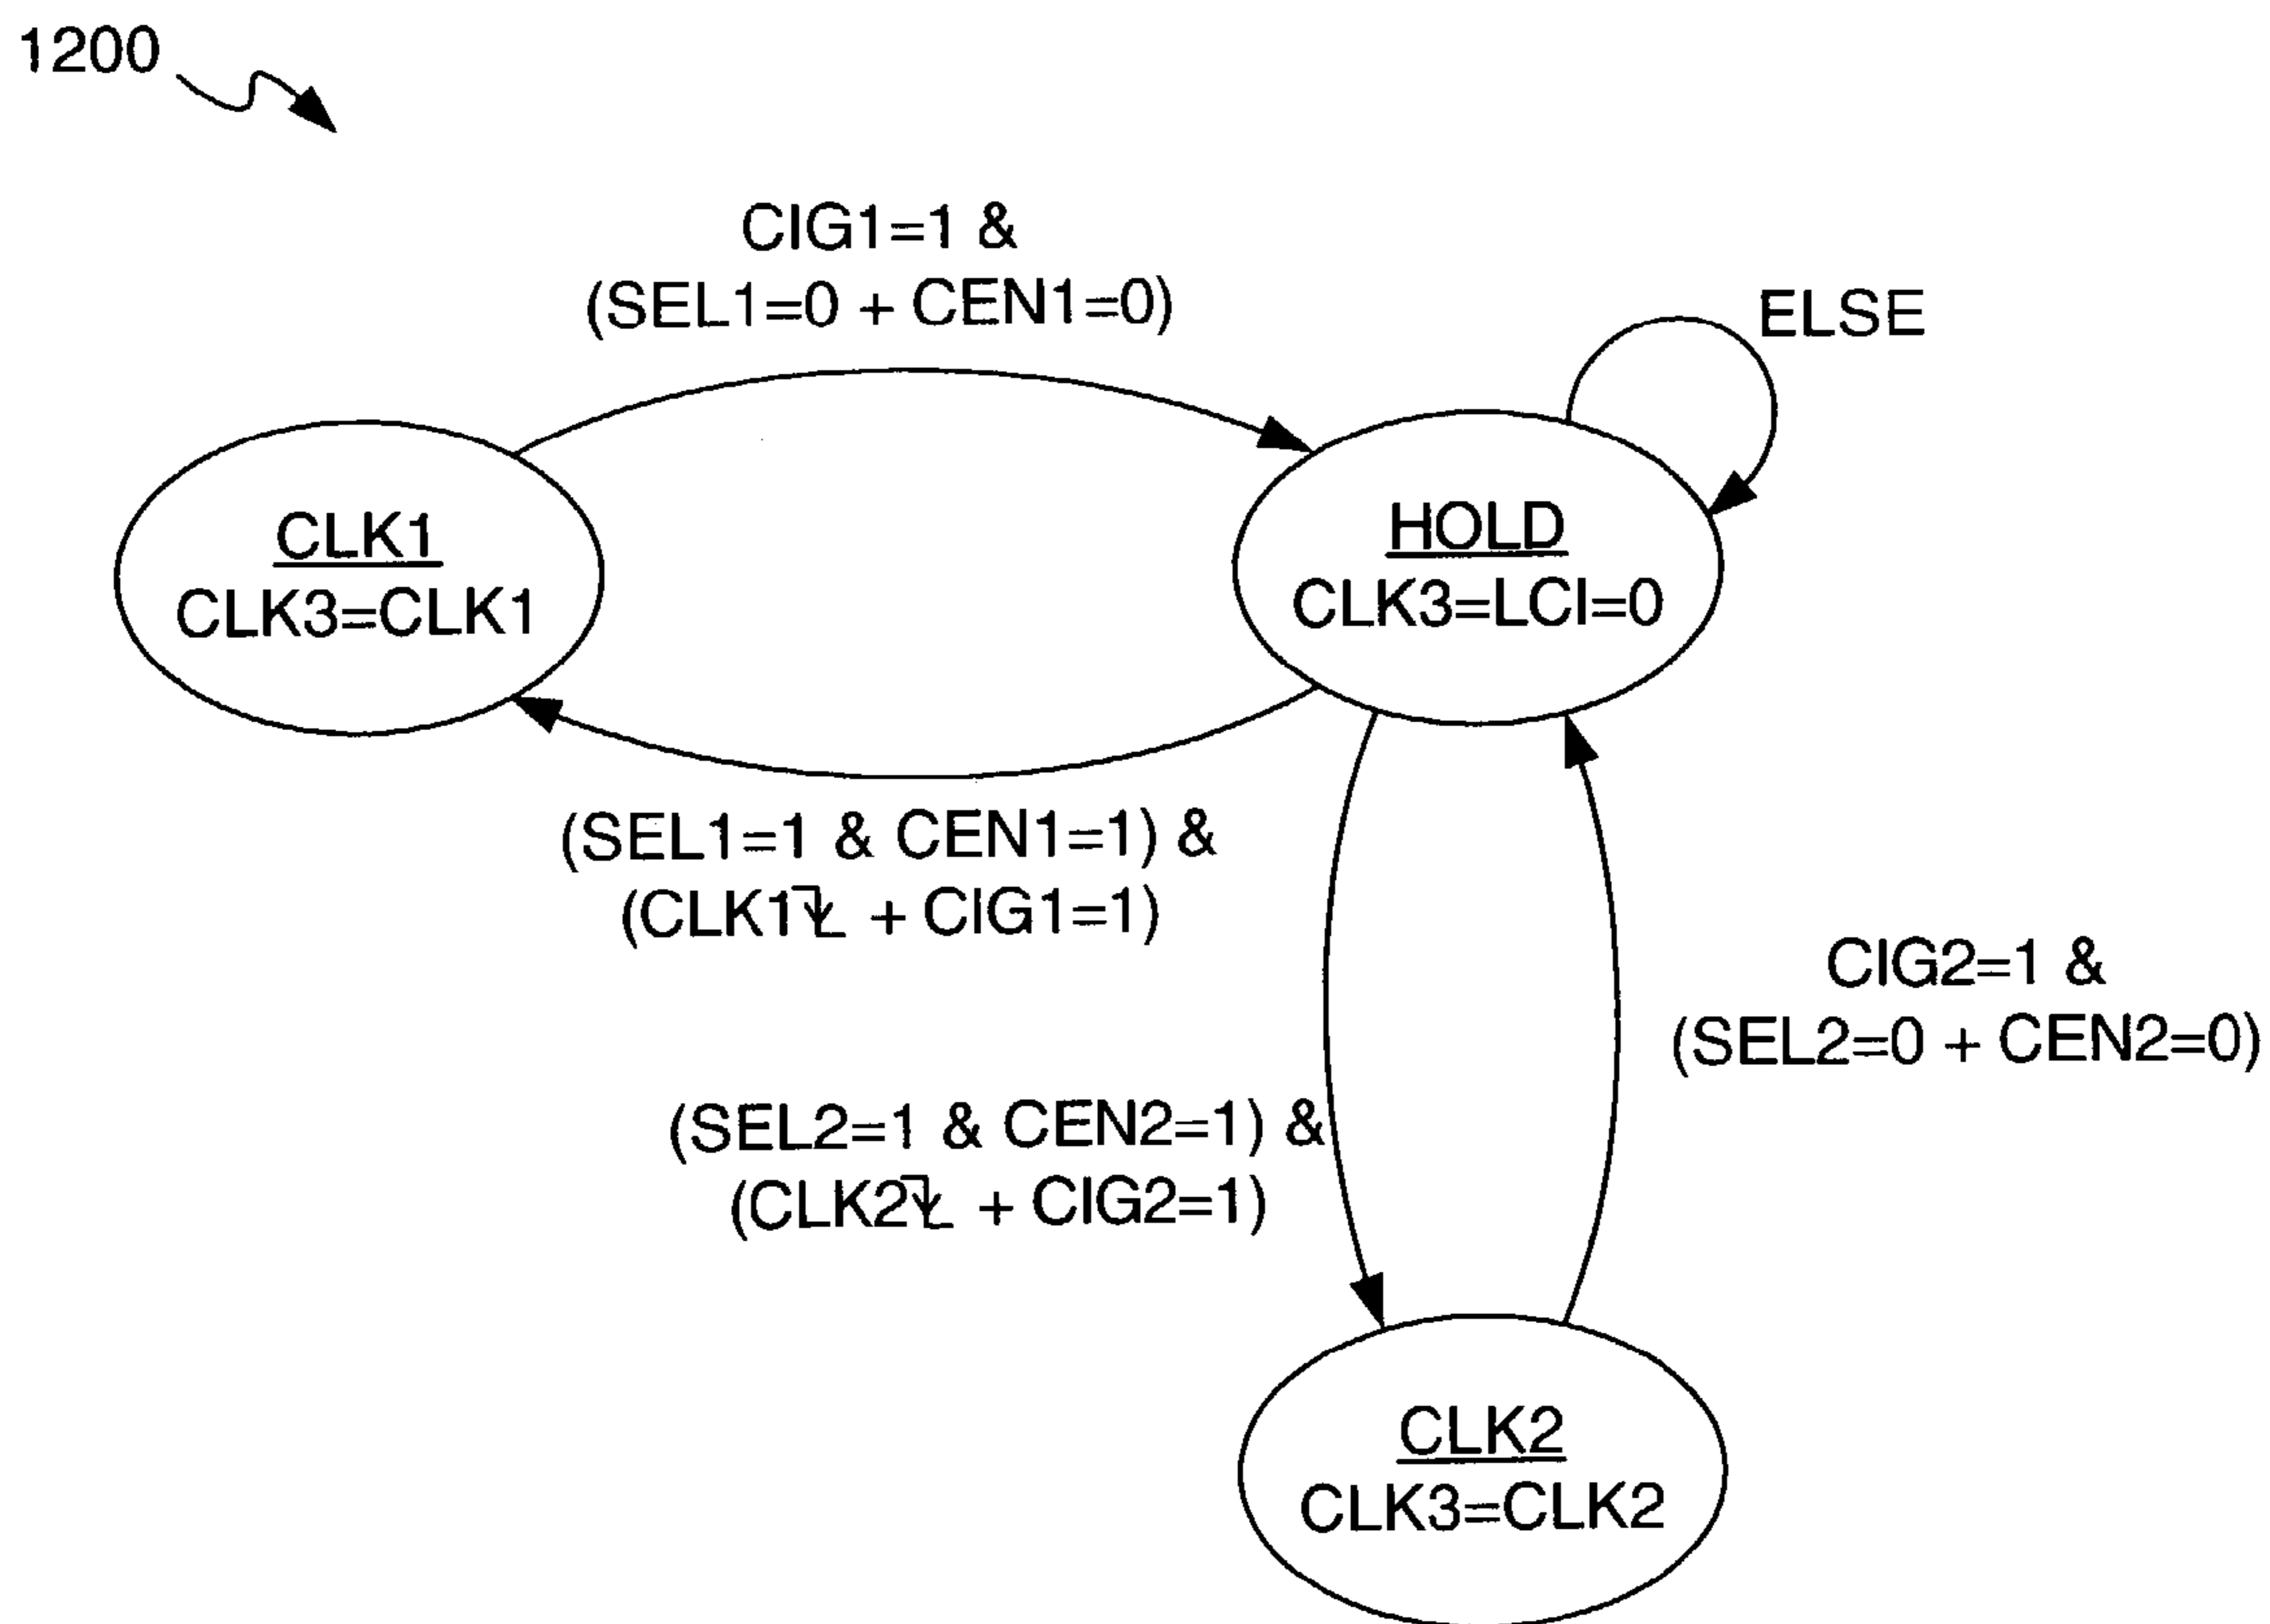 1200
CIG1=1 &
(SEL1=0 + CEN1=0)
ELSE
CLK1
CLK3=CLK1
HOLD
CLK3=LCI=0
(SEL1=1 & CEN1=1) &
(CLK1 + CIG1=1)
CIG2=1 &
(SEL2=0 + CEN2=0)
(SEL2=1 & CEN2=1) &
(CLK2 + CIG2=1)
CLK2
CLK3=CLK2